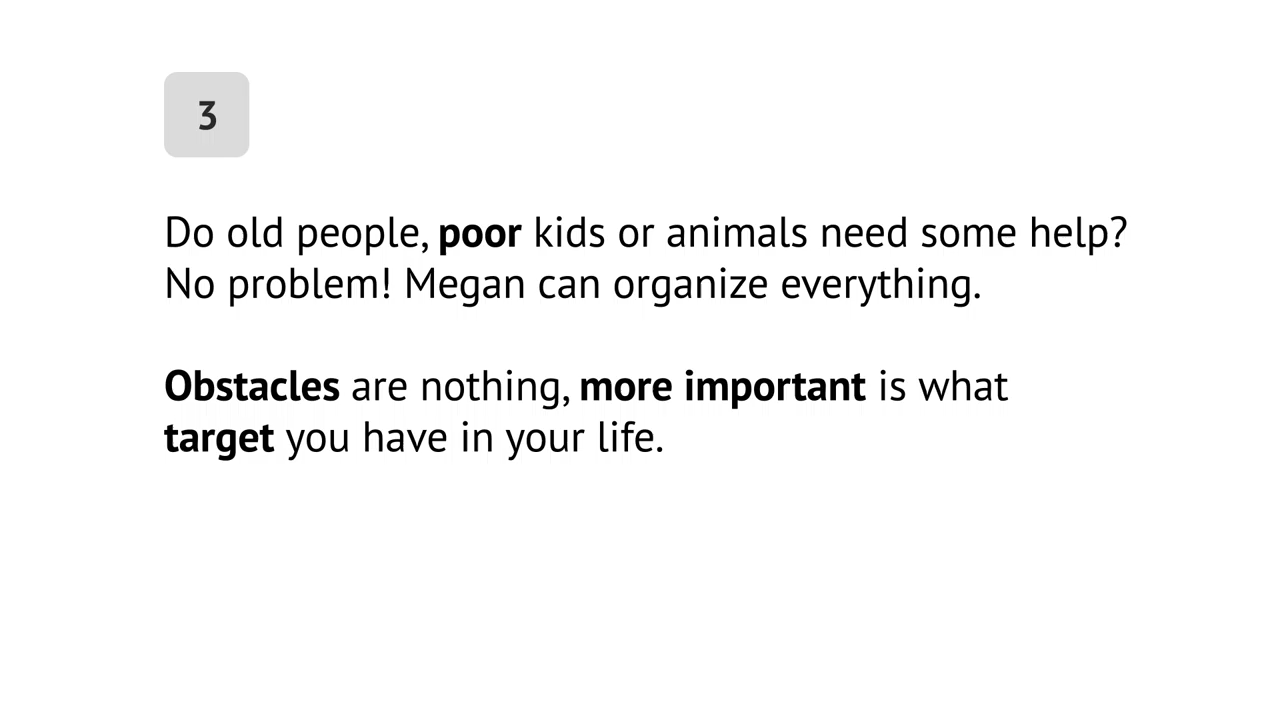 3
Do old people, poor kids or animals need some help?
No problem! Megan can organize everything.
Obstacles are nothing, more important is what
target you have in your life.